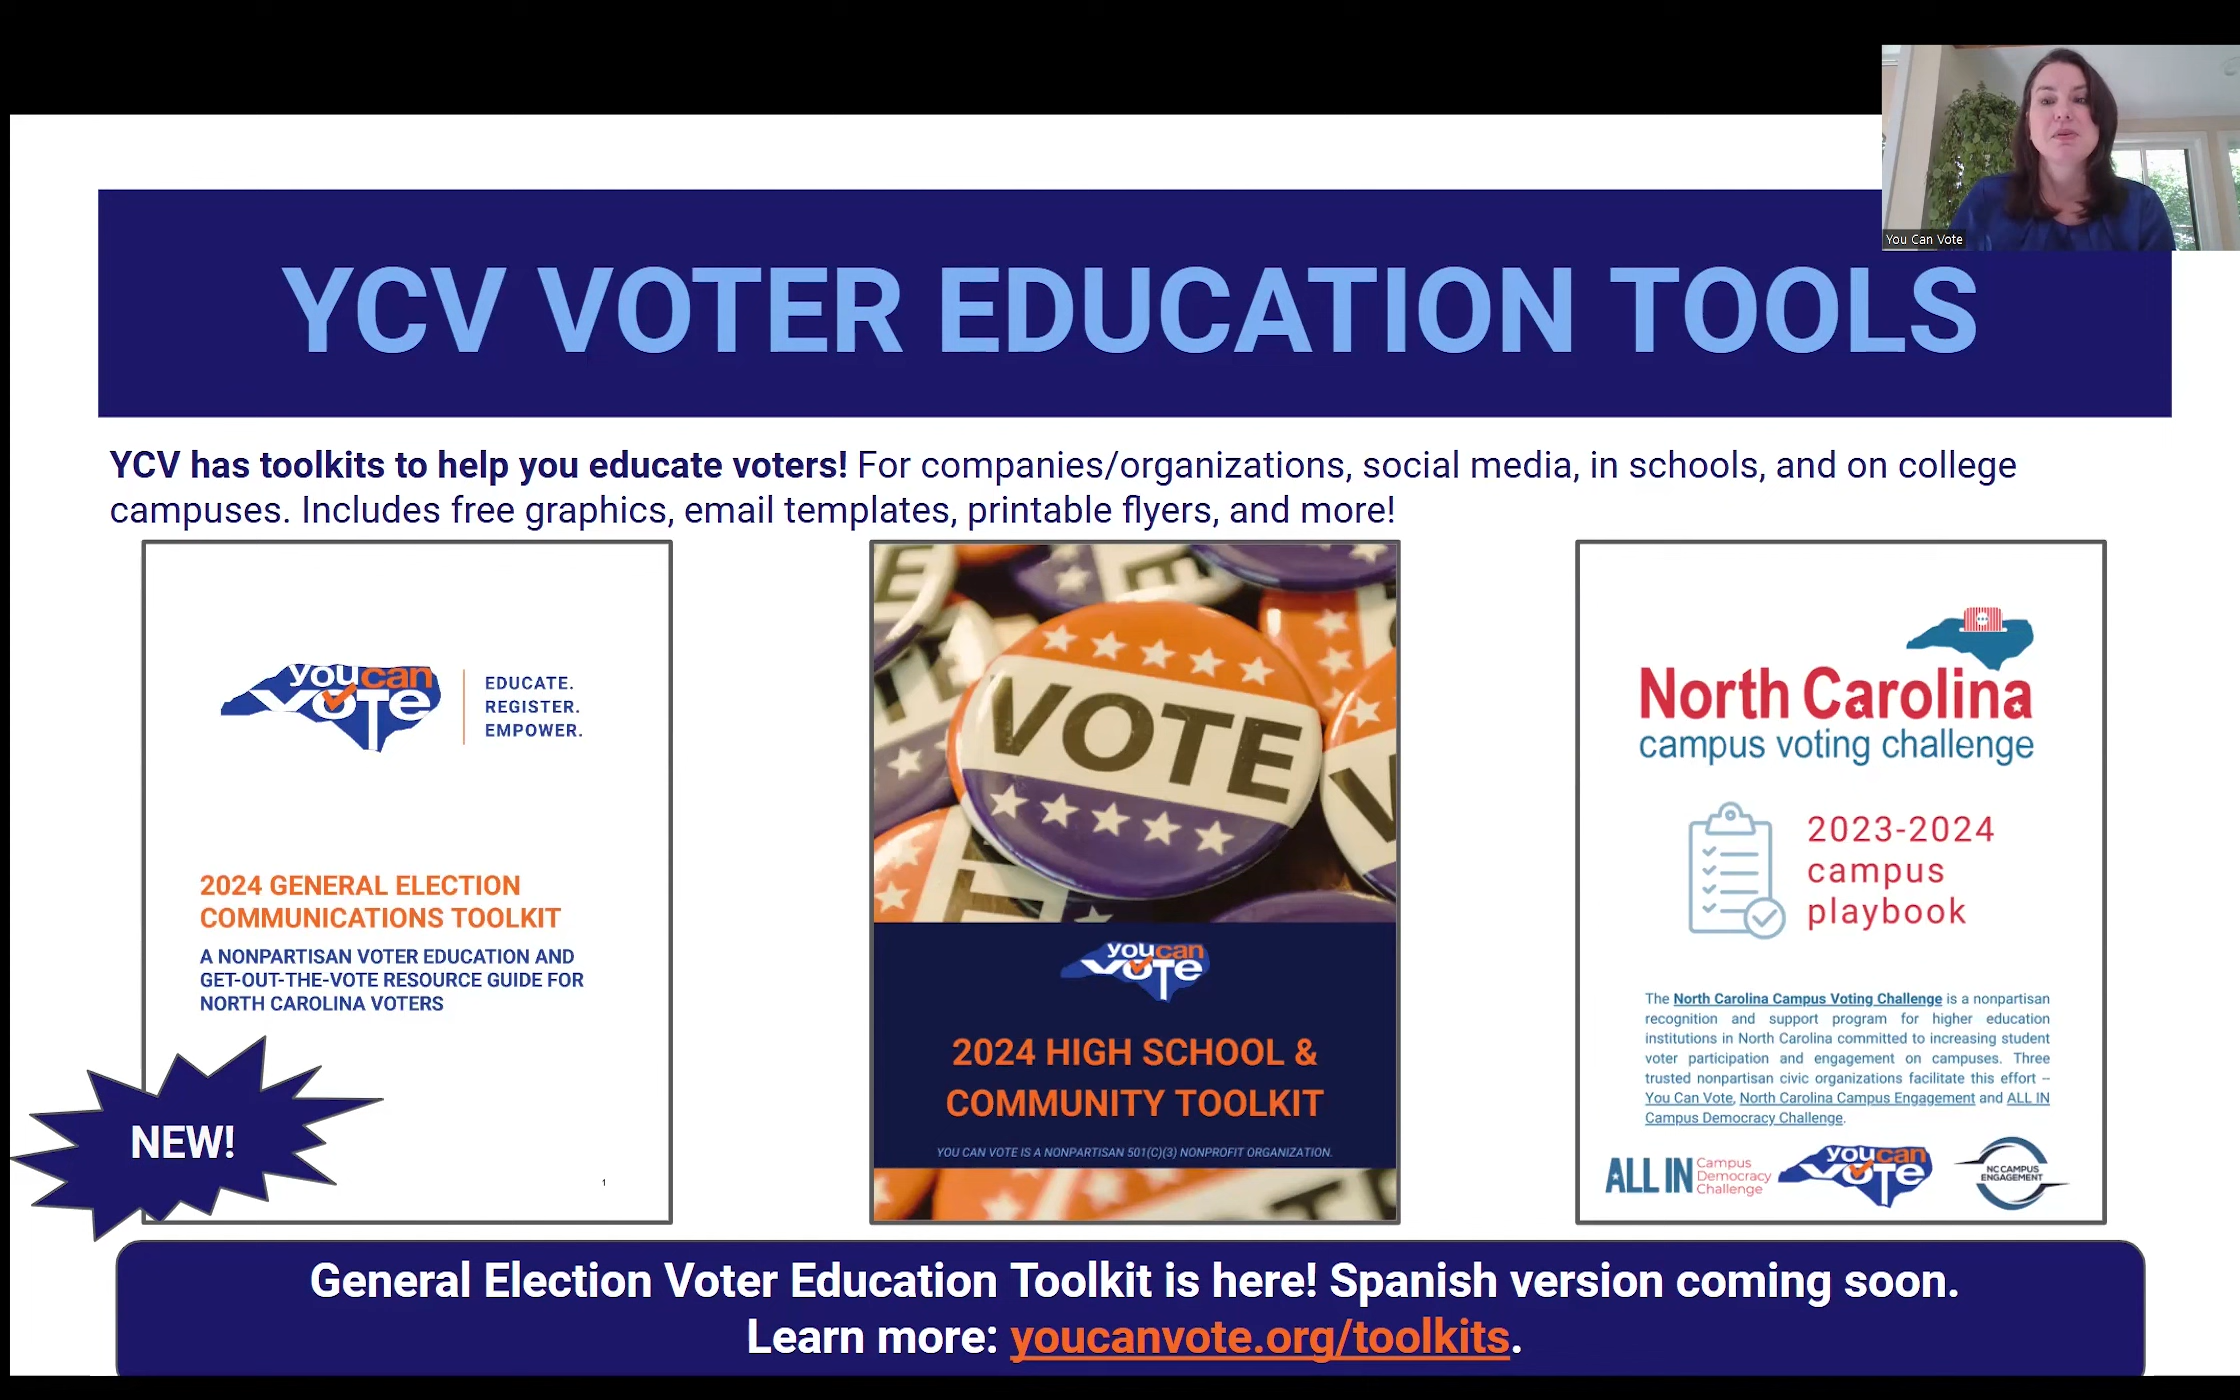 You Can Vote
YCV VOTER EDUCATION TOOLS
YCV has toolkits to help you educate voters! For companies/organizations, social media, in schools, and on college
campuses. Includes free graphics, email templates, printable flyers, and more!
youcan
VOTE
EDUCATE.
REGISTER.
EMPOWER.
2024 GENERAL ELECTION
COMMUNICATIONS TOOLKIT
A NONPARTISAN VOTER EDUCATION AND
GET-OUT-THE-VOTE RESOURCE GUIDE FOR
NORTH CAROLINA VOTERS
NEW!
1
VOTE
youcan
VOTE
2024 HIGH SCHOOL &
COMMUNITY TOOLKIT
YOU CAN VOTE IS A NONPARTISAN 501(C)(3) NONPROFIT ORGANIZATION.
North Carolina
campus voting challenge
2023-2024
campus
playbook
The North Carolina Campus Voting Challenge is a nonpartisan
recognition and support program for higher education
institutions in North Carolina committed to increasing student
voter participation and engagement on campuses. Three
trusted nonpartisan civic organizations facilitate this effort --
You Can Vote, North Carolina Campus Engagement and ALL IN
Campus Democracy Challenge.
ALL IN
Campus
Democracy
Challenge
youcan
VOTE
NC CAMPUS
ENGAGEMENT
General Election Voter Education Toolkit is here! Spanish version coming soon.
Learn more: youcanvote.org/toolkits.